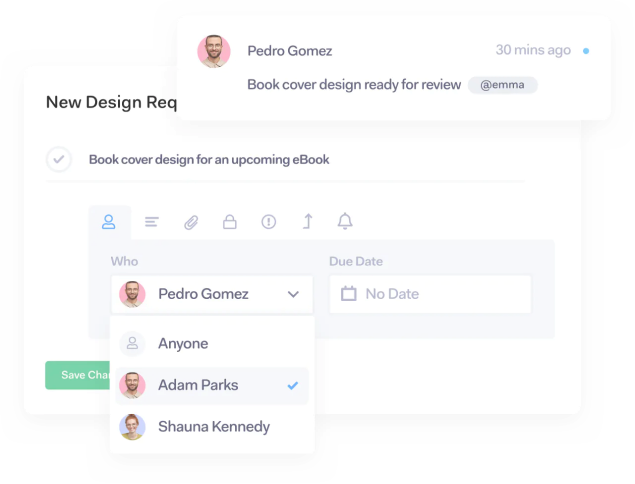 Pedro Gomez
30 mins ago
Book cover design ready for review @emma
New Design Req
Book cover design for an upcoming eBook
Who
Due Date
Pedro Gomez
No Date
Anyone
Adam Parks
Shauna Kennedy
Save Cha